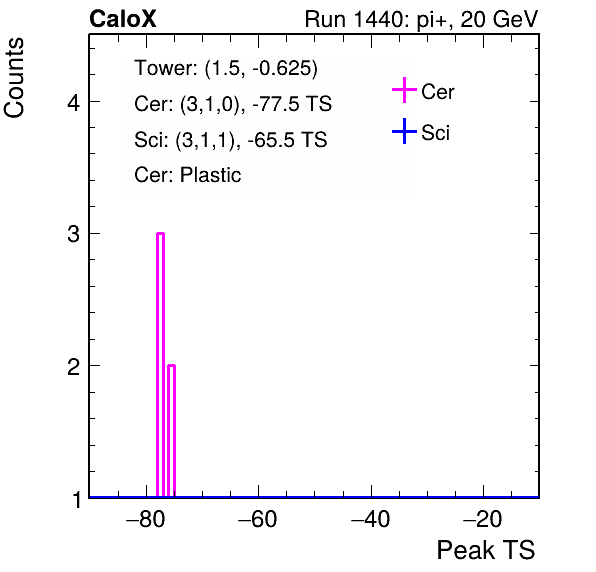 CaloX Run 1440: pi+, 20 GeV
Counts
Tower: (1.5, -0.625)
Cer: (3,1,0), -77.5 TS
Sci: (3,1,1), -65.5 TS
Cer: Plastic
Cer
Sci
4
3
2
1
−80 −60 −40 −20
Peak TS